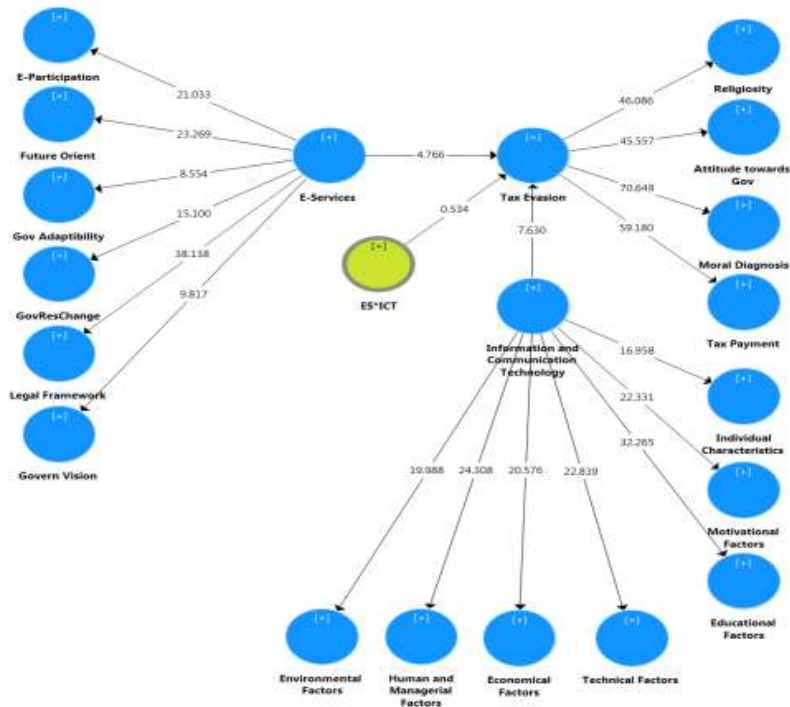 [+]
E-Participation
[+]
Future Orient
[+]
Gov Adaptibility
[+]
GovResChange
[+]
Legal Framework
[+]
Govern Vision
21.033
23.269
8.554
15.100
38.138
9.817
[+]
E-Services
4.766
[+]
Tax Evasion
0.534
7.630
[+]
ES*ICT
46.086
45.557
70.649
59.180
[+]
Religiosity
[+]
Attitude towards
Gov
[+]
Moral Diagnosis
[+]
Tax Payment
[+]
Information and
Communication
Technology
16.958
22.331
32.265
19.988
24.308
20.576
22.839
[+]
Individual
Characteristics
[+]
Motivational
Factors
[+]
Educational
Factors
[+]
Environmental
Factors
[+]
Human and
Managerial
Factors
[+]
Economical
Factors
[+]
Technical Factors